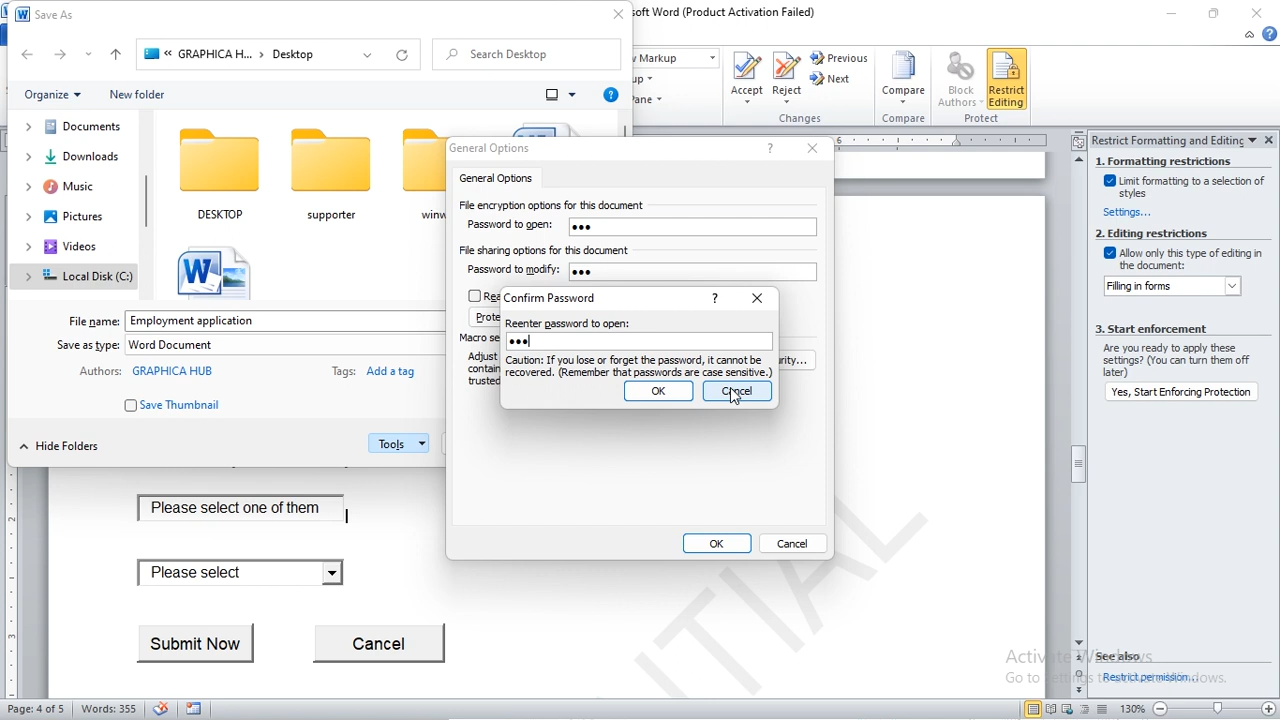 Save As
soft Word (Product Activation Failed)
« GRAPHICA H... › Desktop
Search Desktop
Organize
New folder
Documents
Downloads
Music
Pictures
Videos
Local Disk (C:)
DESKTOP
supporter
File name: Employment application
Save as type: Word Document
Authors: GRAPHICA HUB
Tags: Add a tag
Save Thumbnail
Hide Folders
Tools
Markup
Accept
Reject
Previous
Next
Changes
Compare
Compare
Block Authors
Restrict Editing
Protect
General Options
?
General Options
File encryption options for this document
Password to open: •••
File sharing options for this document
Password to modify: •••
OK
Cancel
Confirm Password
?
Reenter password to open:
•••
Caution: If you lose or forget the password, it cannot be
recovered. (Remember that passwords are case sensitive.)
OK
Cancel
Restrict Formatting and Editing
1. Formatting restrictions
Limit formatting to a selection of
styles
Settings...
2. Editing restrictions
Allow only this type of editing in
the document:
Filling in forms
3. Start enforcement
Are you ready to apply these
settings? (You can turn them off
later)
Yes, Start Enforcing Protection
See also
Restrict permission...
Activate Windows
Go to Settings to activate Windows.
Please select one of them
Please select
Submit Now
Cancel
Page: 4 of 5
Words: 355
130%